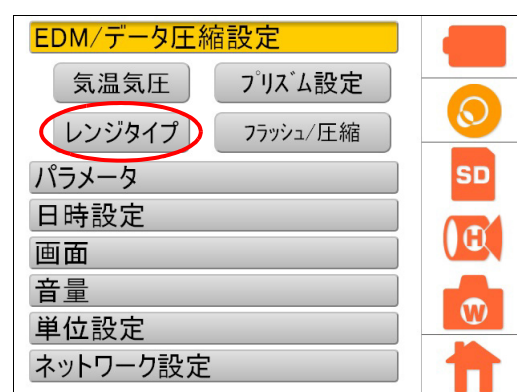 EDM/データ圧縮設定
気温気圧 プリズム設定
レンジタイプ フラッシュ/圧縮
パラメータ
日時設定
画面
音量
単位設定
ネットワーク設定
SD
H
W